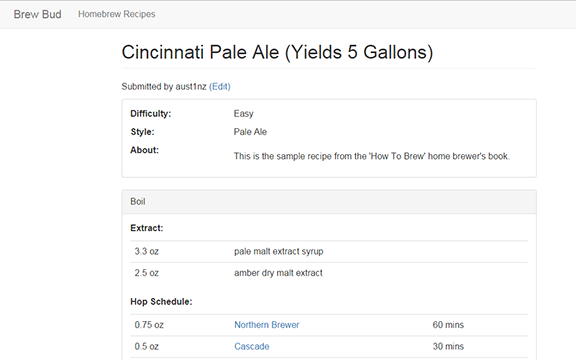 Brew Bud Homebrew Recipes
Cincinnati Pale Ale (Yields 5 Gallons)
Submitted by aust1nz (Edit)
Difficulty: Easy
Style: Pale Ale
About: This is the sample recipe from the 'How To Brew' home brewer's book.
Boil
Extract:
3.3 oz pale malt extract syrup
2.5 oz amber dry malt extract
Hop Schedule:
0.75 oz Northern Brewer 60 mins
0.5 oz Cascade 30 mins